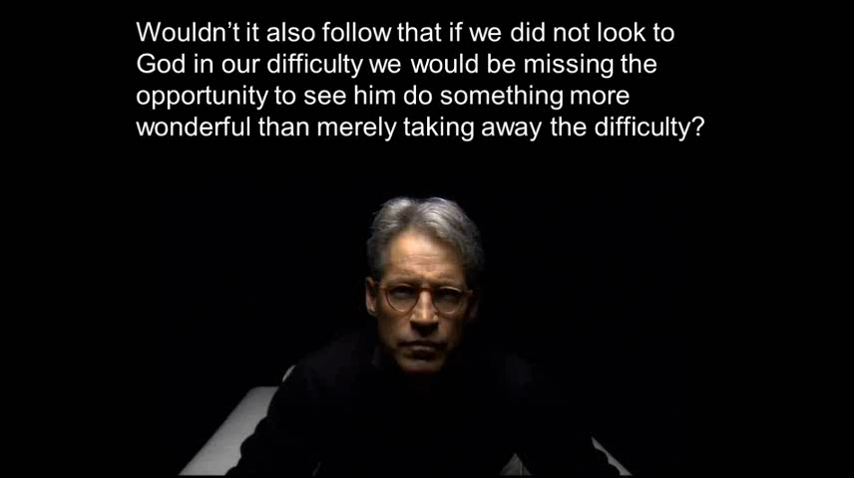 Wouldn't it also follow that if we did not look to
God in our difficulty we would be missing the
opportunity to see him do something more
wonderful than merely taking away the difficulty?